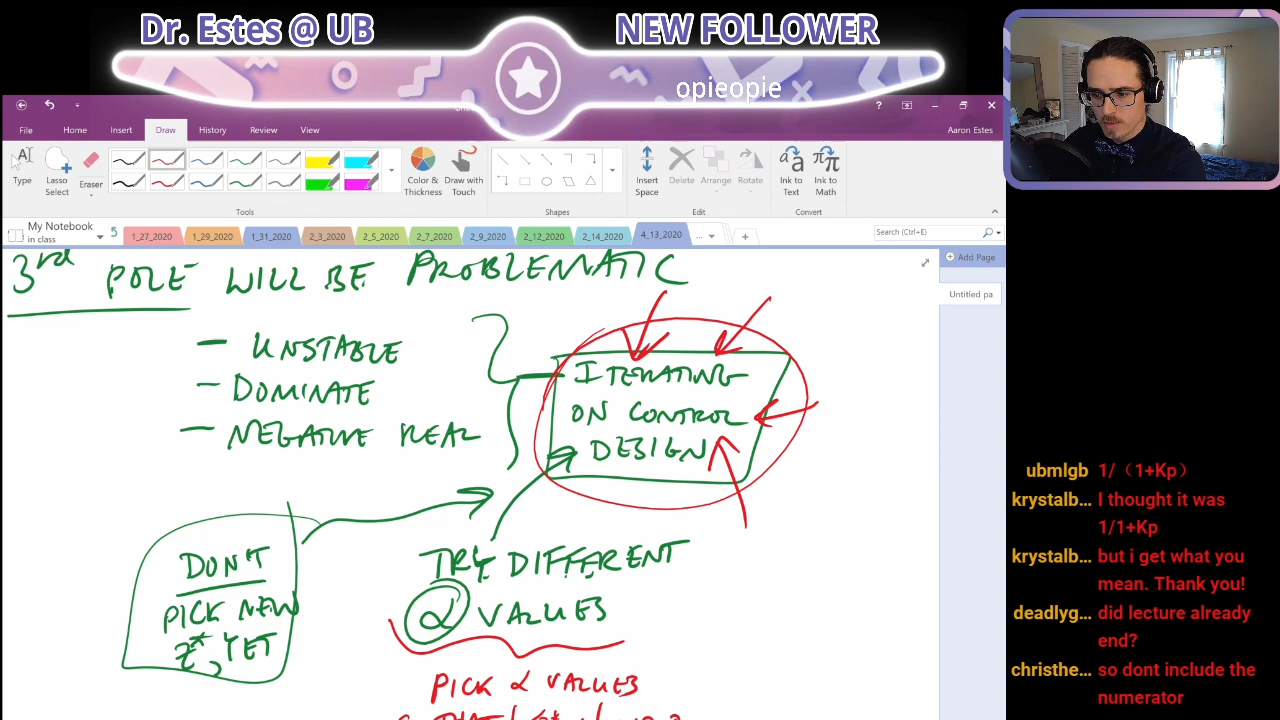 Dr. Estes @ UB
NEW FOLLOWER
opieopie
Aaron Estes
File Home Insert Draw History Review View
Type
Lasso Select
Eraser
Color & Thickness
Draw with Touch
Insert Space
Delete
Arrange
Rotate
Ink to Text
Ink to Math
Tools
Shapes
Edit
Convert
My Notebook
in class
1_27_2020 1_29_2020 1_31_2020 2_3_2020 2_5_2020 2_7_2020 2_9_2020 2_12_2020 2_14_2020 4_13_2020 ...
Search (Ctrl+E)
Add Page
Untitled pa
3rd POLE WILL BE PROBLEMATIC
- UNSTABLE
- DOMINATE
- NEGATIVE REAL
ITERATING
ON CONTROL
DESIGN
DON'T
PICK NEW
z*, YET
TRY DIFFERENT
α VALUES
PICK α VALUES
ubmlgb 1/（1+Kp）
krystalb... I thought it was
1/1+Kp
krystalb... but i get what you
mean. Thank you!
deadlyg... did lecture already
end?
christhe... so dont include the
numerator